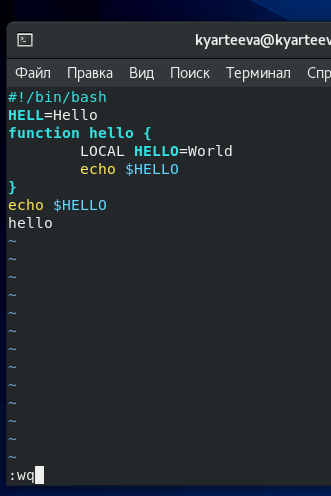 kyarteeva@kyarteev
Файл Правка Вид Поиск Терминал Спр
#!/bin/bash
HELL=Hello
function hello {
        LOCAL HELLO=World
        echo $HELLO
}
echo $HELLO
hello
~
~
~
~
~
~
~
~
~
~
~
~
~
:wq